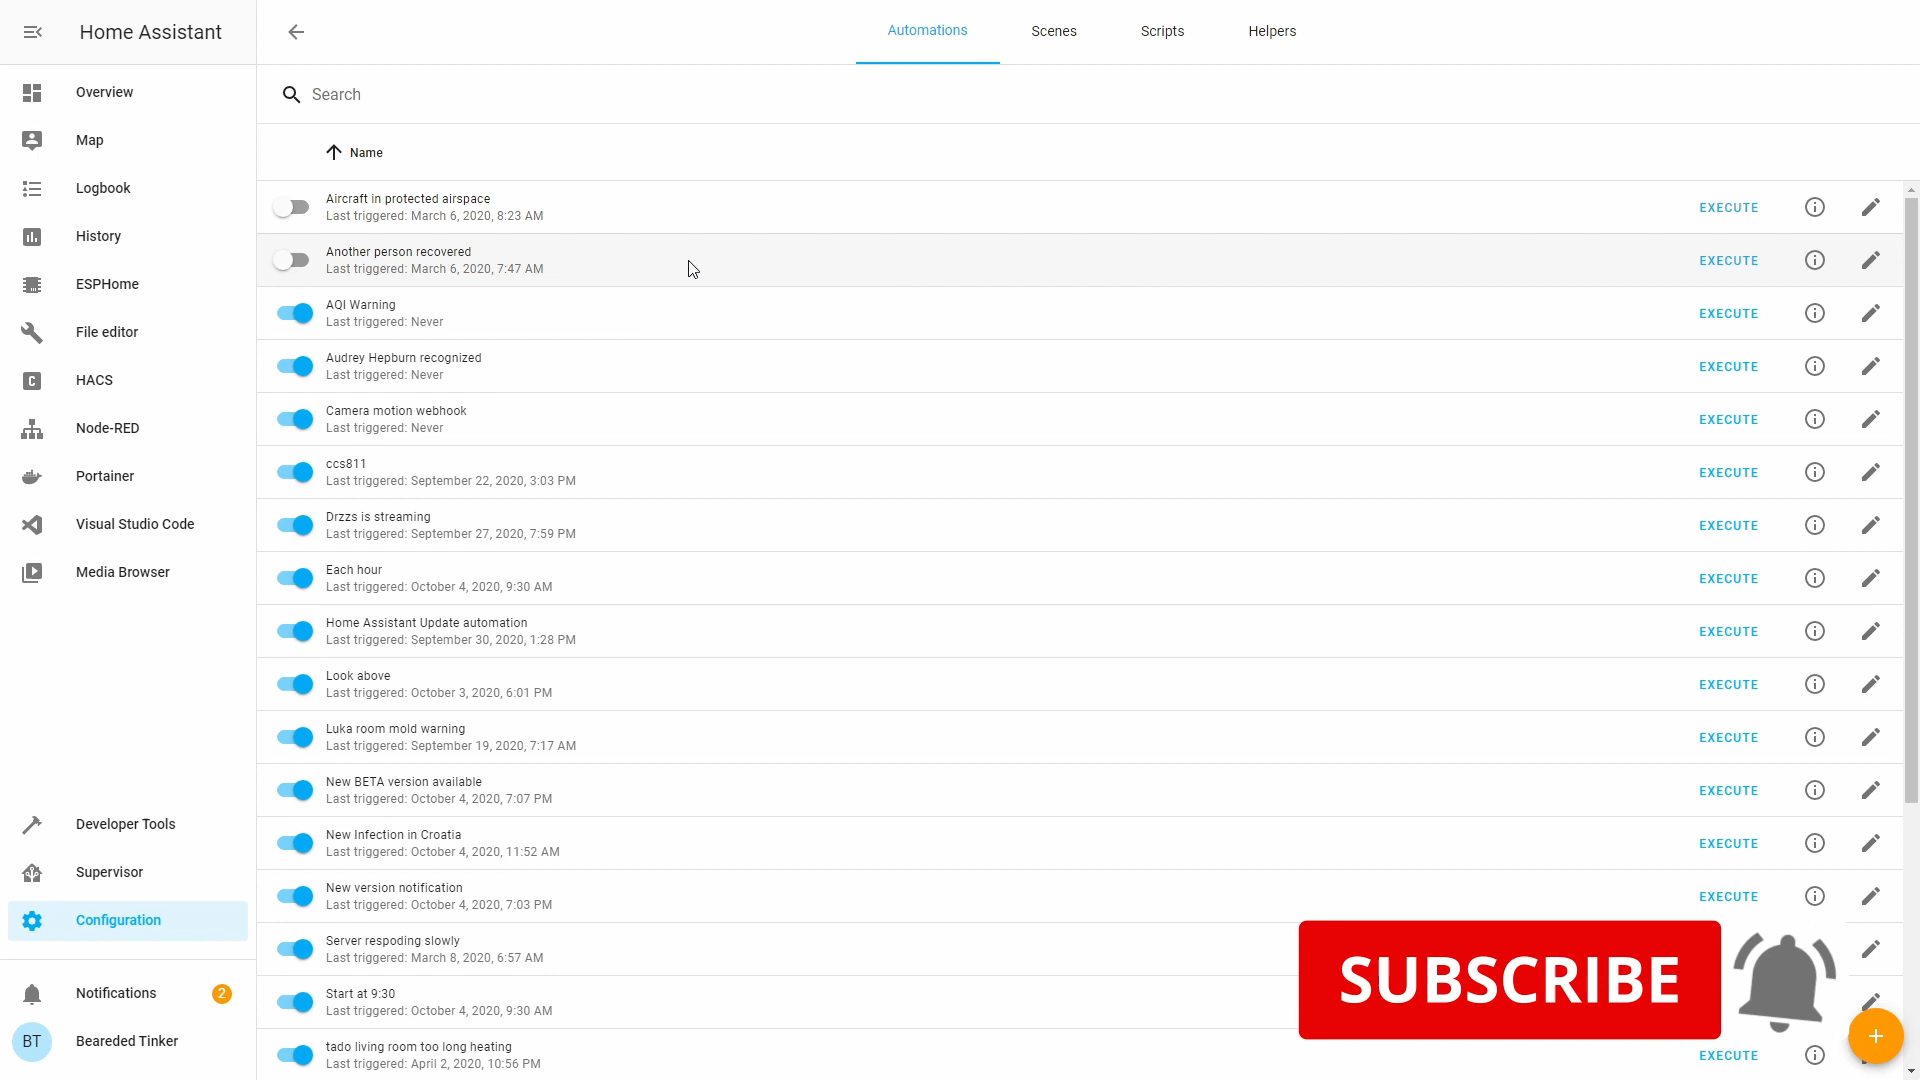 Home Assistant
Overview
Map
Logbook
History
ESPHome
File editor
HACS
Node-RED
Portainer
Visual Studio Code
Media Browser
Developer Tools
Supervisor
Configuration
Notifications 2
BT Beareded Tinker
Automations Scenes Scripts Helpers
Search
Name
Aircraft in protected airspace
Last triggered: March 6, 2020, 8:23 AM
EXECUTE
Another person recovered
Last triggered: March 6, 2020, 7:47 AM
EXECUTE
AQI Warning
Last triggered: Never
EXECUTE
Audrey Hepburn recognized
Last triggered: Never
EXECUTE
Camera motion webhook
Last triggered: Never
EXECUTE
ccs811
Last triggered: September 22, 2020, 3:03 PM
EXECUTE
Drzzs is streaming
Last triggered: September 27, 2020, 7:59 PM
EXECUTE
Each hour
Last triggered: October 4, 2020, 9:30 AM
EXECUTE
Home Assistant Update automation
Last triggered: September 30, 2020, 1:28 PM
EXECUTE
Look above
Last triggered: October 3, 2020, 6:01 PM
EXECUTE
Luka room mold warning
Last triggered: September 19, 2020, 7:17 AM
EXECUTE
New BETA version available
Last triggered: October 4, 2020, 7:07 PM
EXECUTE
New Infection in Croatia
Last triggered: October 4, 2020, 11:52 AM
EXECUTE
New version notification
Last triggered: October 4, 2020, 7:03 PM
EXECUTE
Server respoding slowly
Last triggered: March 8, 2020, 6:57 AM
Start at 9:30
Last triggered: October 4, 2020, 9:30 AM
SUBSCRIBE
tado living room too long heating
Last triggered: April 2, 2020, 10:56 PM
EXECUTE